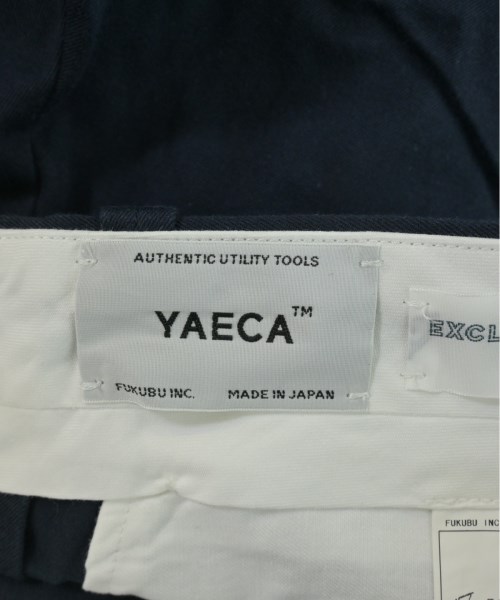 AUTHENTIC UTILITY TOOLS
YAECA™
FUKUBU INC. MADE IN JAPAN
EXCL
FUKUBU INC